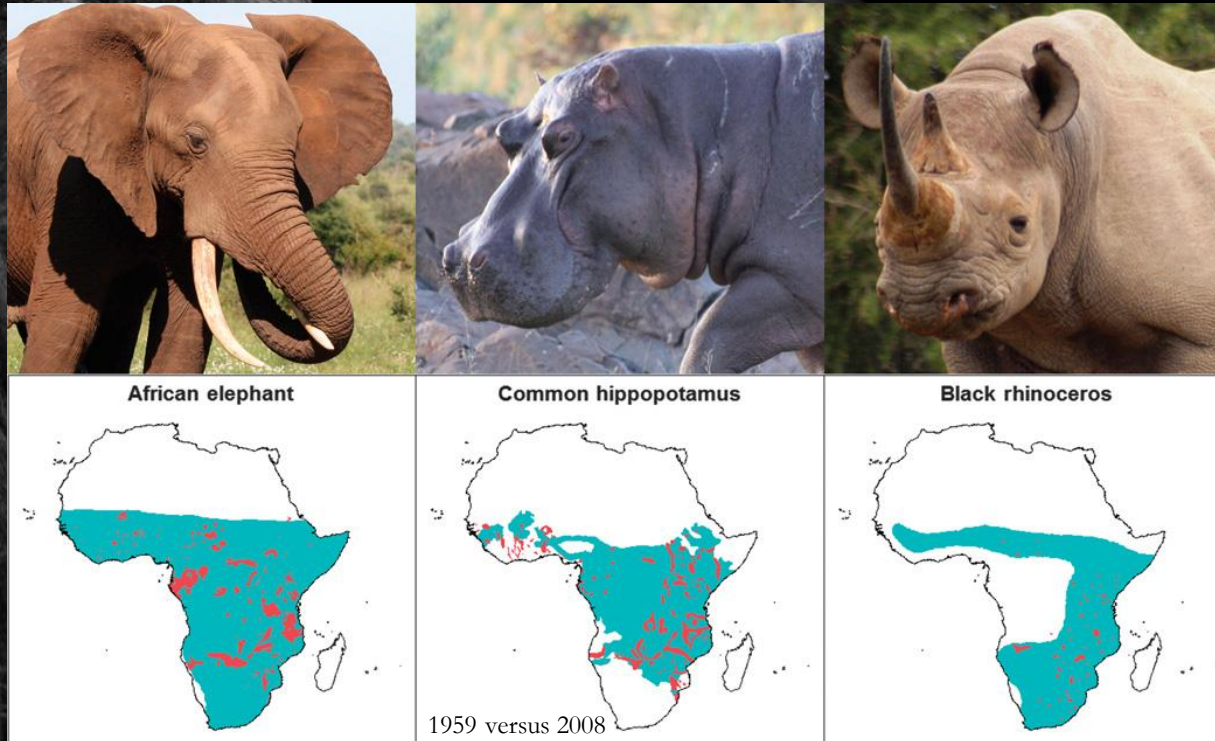 African elephant
Common hippopotamus
Black rhinoceros
1959 versus 2008